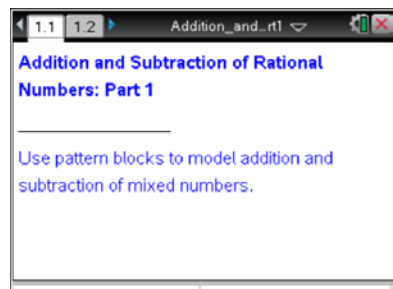 1.1 1.2 Addition_and...rt1
Addition and Subtraction of Rational
Numbers: Part 1
Use pattern blocks to model addition and
subtraction of mixed numbers.